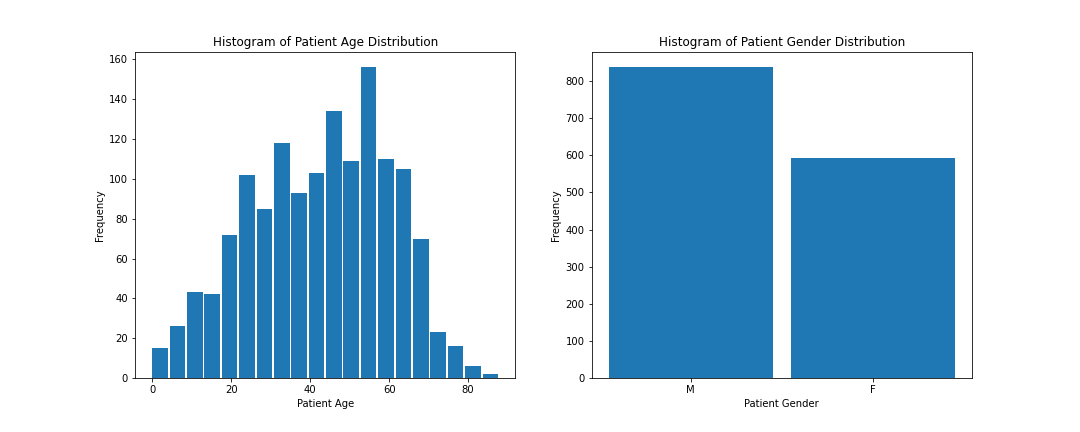 Histogram of Patient Age Distribution
160
140
120
100
80
60
40
20
0
Frequency
0 20 40 60 80
Patient Age
Histogram of Patient Gender Distribution
800
700
600
500
400
300
200
100
0
Frequency
M F
Patient Gender